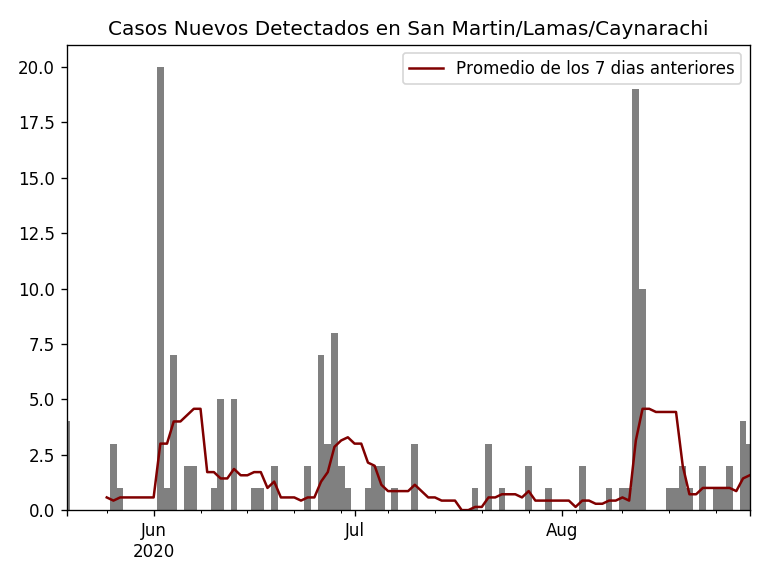 Casos Nuevos Detectados en San Martin/Lamas/Caynarachi
Promedio de los 7 dias anteriores
20.0
17.5
15.0
12.5
10.0
7.5
5.0
2.5
0.0
Jun
Jul
Aug
2020